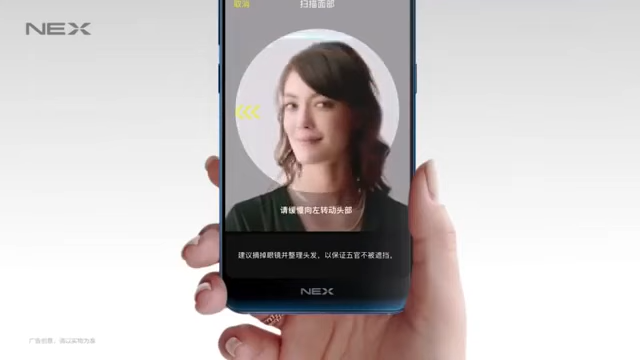 取消 扫描面部
NEX
请缓慢向左转动头部
建议摘掉眼镜并整理头发，以保证五官不被遮挡。
NEX
广告创意，请以实物为准